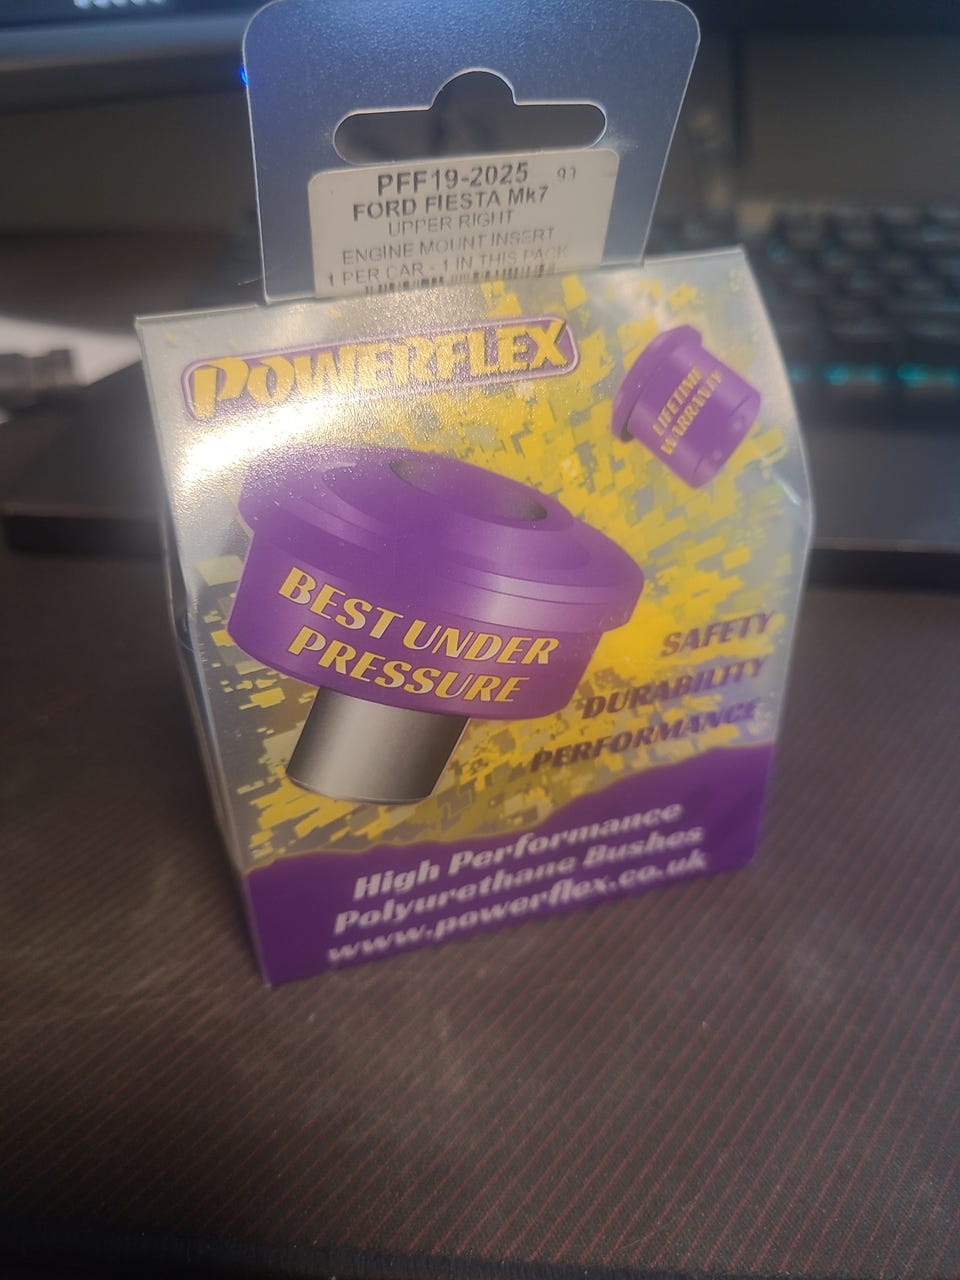 PFF19-2025
FORD FIESTA Mk7
UPPER RIGHT
ENGINE MOUNT INSERT
1 PER CAR - 1 IN THIS PACK
POWERFLEX
LIFETIME
WARRANTY
BEST UNDER
PRESSURE
SAFETY
DURABILITY
PERFORMANCE
High Performance
Polyurethane Bushes
www.powerflex.co.uk